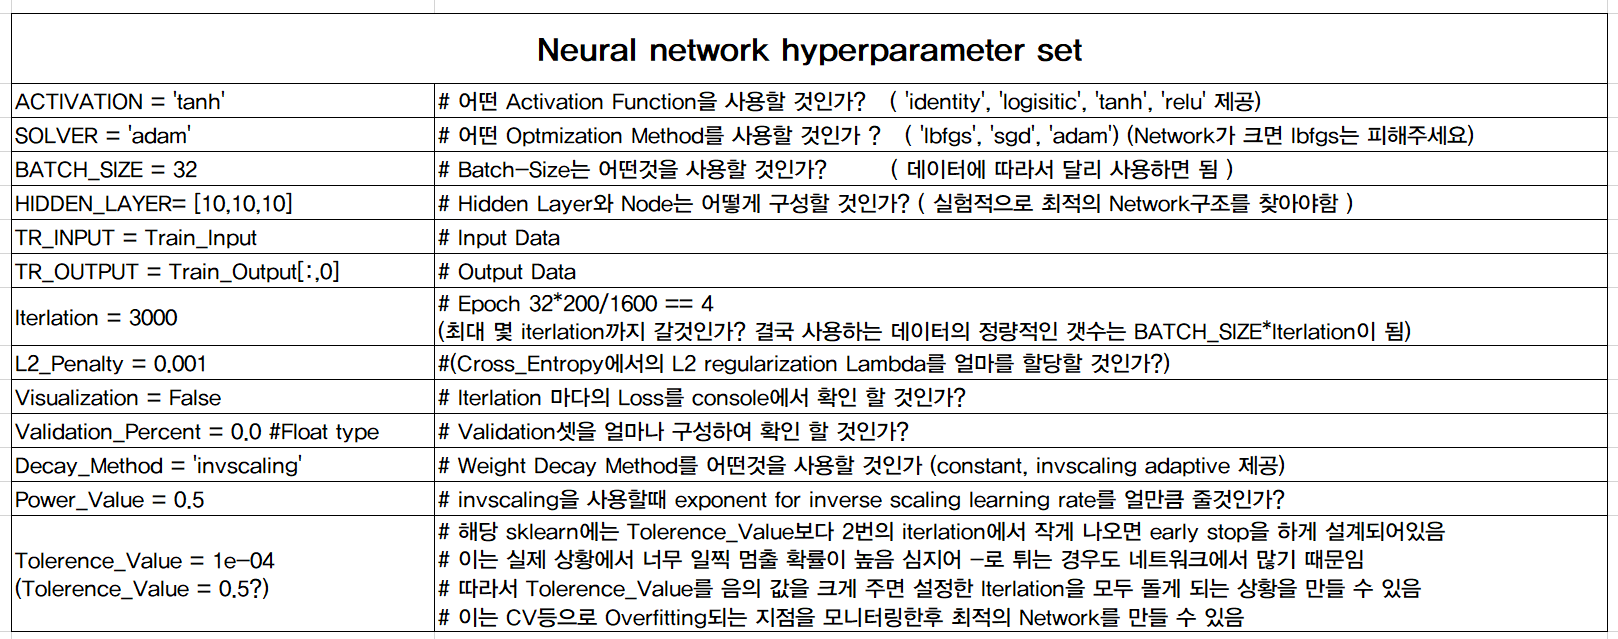 Neural network hyperparameter set
ACTIVATION = 'tanh' # 어떤 Activation Function을 사용할 것인가? ( 'identity', 'logisitic', 'tanh', 'relu' 제공)
SOLVER = 'adam' # 어떤 Optmization Method를 사용할 것인가 ? ( 'lbfgs', 'sgd', 'adam') (Network가 크면 lbfgs는 피해주세요)
BATCH_SIZE = 32 # Batch-Size는 어떤것을 사용할 것인가? ( 데이터에 따라서 달리 사용하면 됨 )
HIDDEN_LAYER= [10,10,10] # Hidden Layer와 Node는 어떻게 구성할 것인가? ( 실험적으로 최적의 Network구조를 찾아야함 )
TR_INPUT = Train_Input # Input Data
TR_OUTPUT = Train_Output[:,0] # Output Data
Iterlation = 3000 # Epoch 32*200/1600 == 4
(최대 몇 iterlation까지 갈것인가? 결국 사용하는 데이터의 정량적인 갯수는 BATCH_SIZE*Iterlation이 됨)
L2_Penalty = 0.001 #(Cross_Entropy에서의 L2 regularization Lambda를 얼마를 할당할 것인가?)
Visualization = False # Iterlation 마다의 Loss를 console에서 확인 할 것인가?
Validation_Percent = 0.0 #Float type # Validation셋을 얼마나 구성하여 확인 할 것인가?
Decay_Method = 'invscaling' # Weight Decay Method를 어떤것을 사용할 것인가 (constant, invscaling adaptive 제공)
Power_Value = 0.5 # invscaling을 사용할때 exponent for inverse scaling learning rate를 얼만큼 줄것인가?
Tolerence_Value = 1e-04
(Tolerence_Value = 0.5?)
# 해당 sklearn에는 Tolerence_Value보다 2번의 iterlation에서 작게 나오면 early stop을 하게 설계되어있음
# 이는 실제 상황에서 너무 일찍 멈출 확률이 높음 심지어 -로 튀는 경우도 네트워크에서 많기 때문임
# 따라서 Tolerence_Value를 음의 값을 크게 주면 설정한 Iterlation을 모두 돌게 되는 상황을 만들 수 있음
# 이는 CV등으로 Overfitting되는 지점을 모니터링한후 최적의 Network를 만들 수 있음